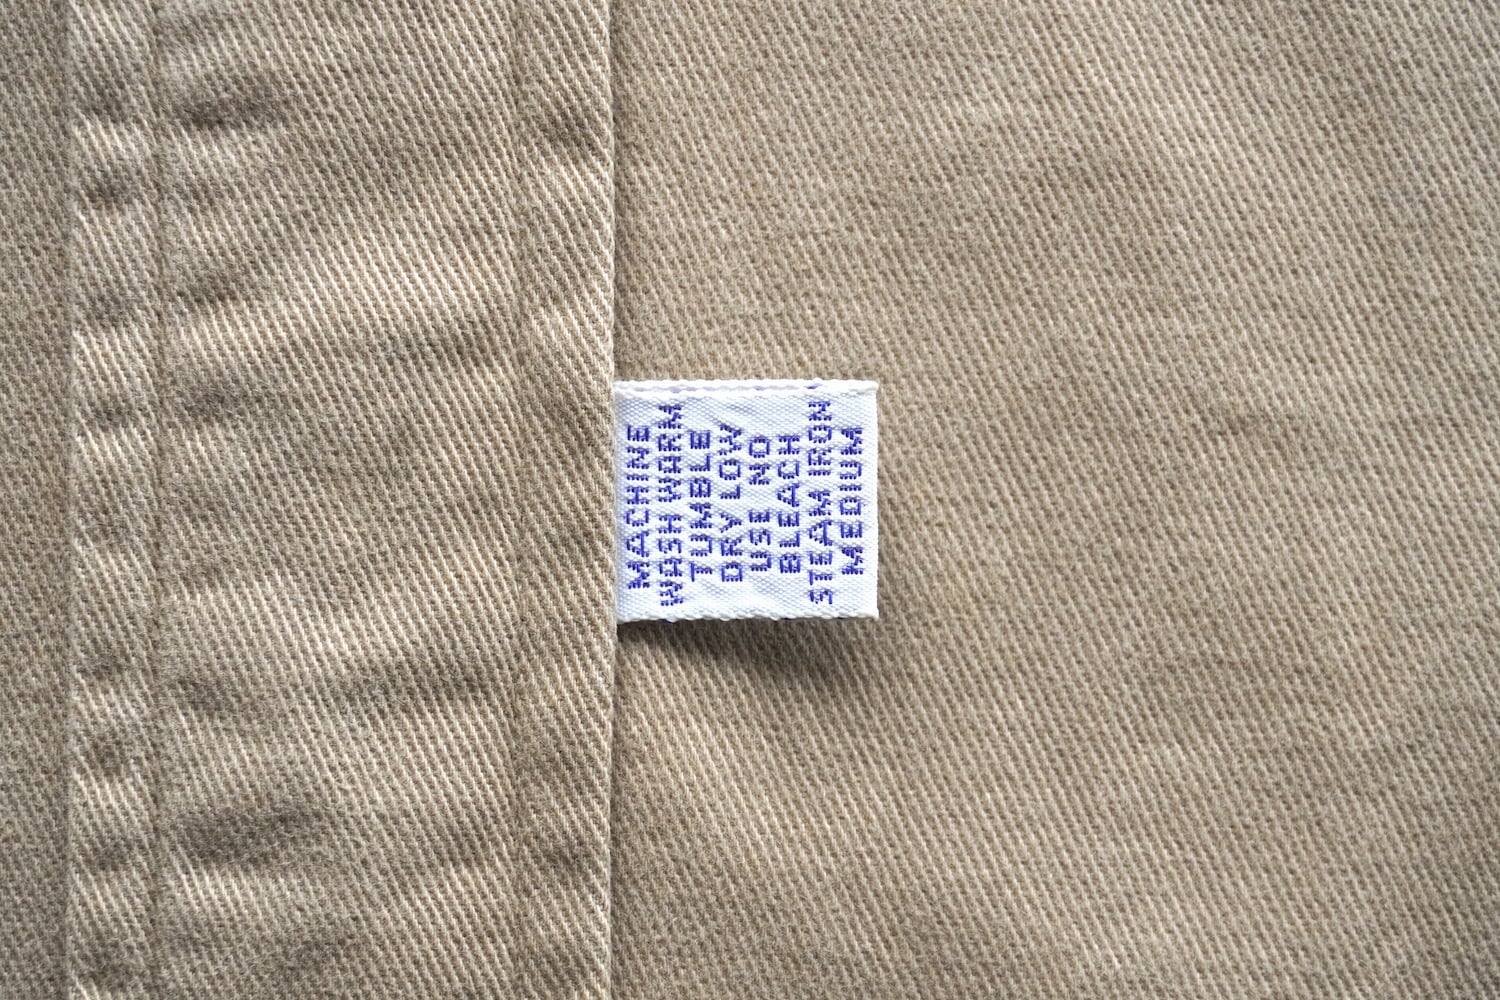 MACHINE
WASH WARM
TUMBLE
DRY LOW
USE NO
BLEACH
STEAM IRON
MEDIUM